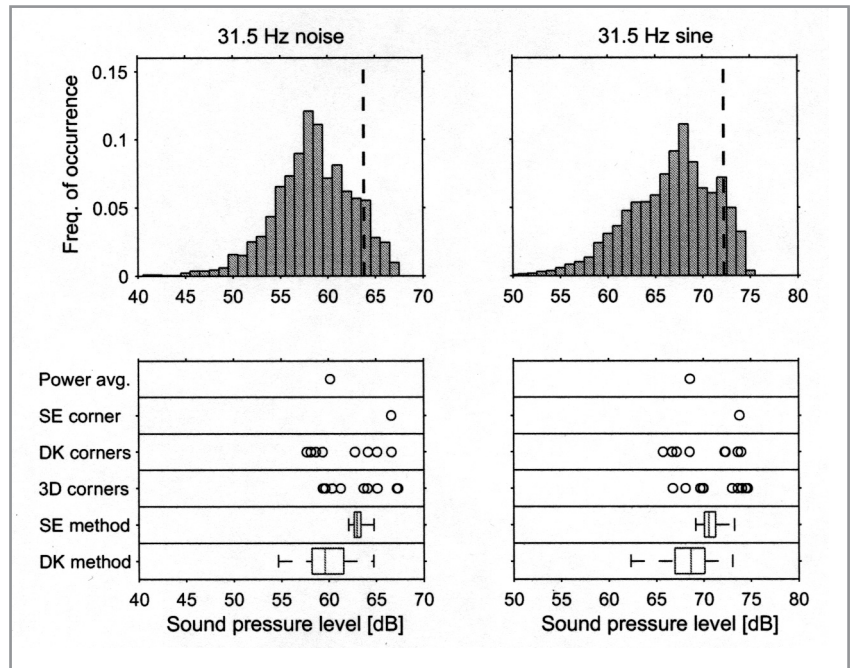 31.5 Hz noise
31.5 Hz sine
Freq. of occurrence
0.15
0.1
0.05
0
40 45 50 55 60 65 70
50 55 60 65 70 75 80
Power avg.
SE corner
DK corners
3D corners
SE method
DK method
40 45 50 55 60 65 70
50 55 60 65 70 75 80
Sound pressure level [dB]
Sound pressure level [dB]